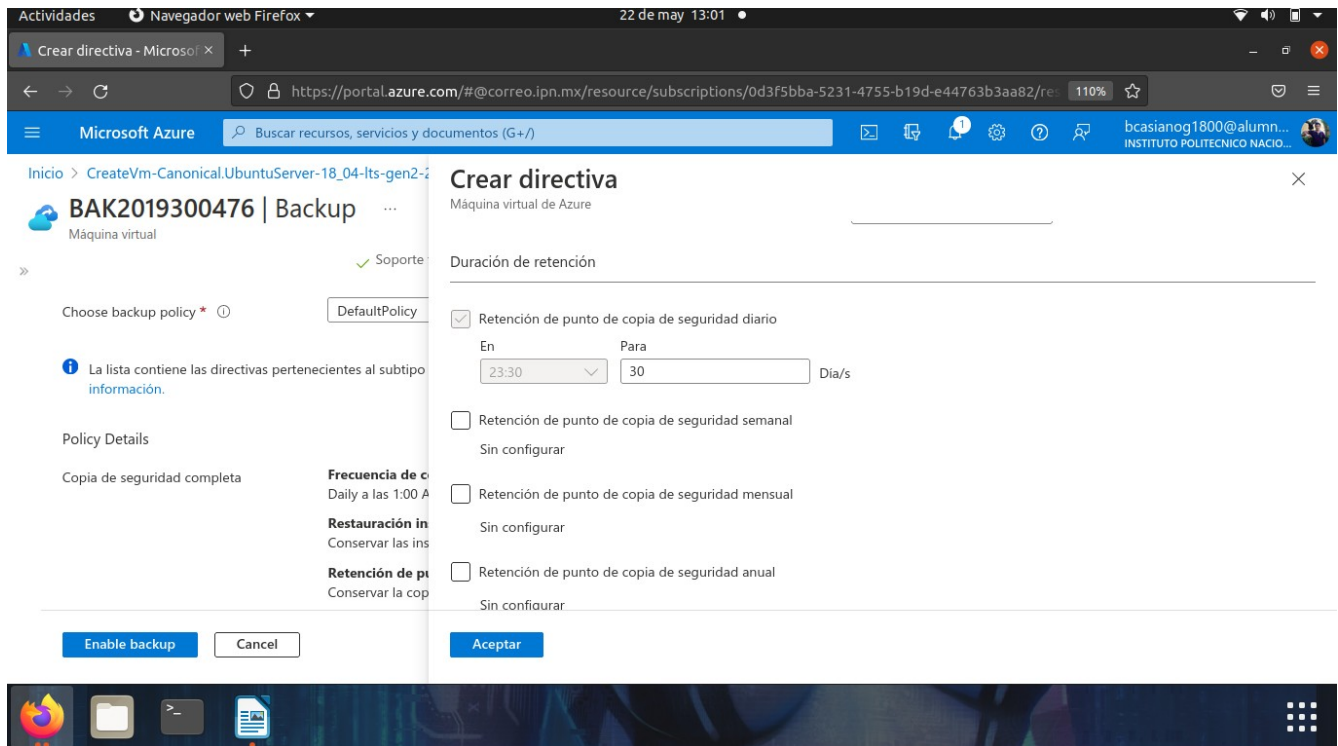 Actividades Navegador web Firefox 22 de may 13:01
Crear directiva - Microsof × +
https://portal.azure.com/#@correo.ipn.mx/resource/subscriptions/0d3f5bba-5231-4755-b19d-e44763b3aa82/res 110%
Microsoft Azure Buscar recursos, servicios y documentos (G+/) 1 bcasianog1800@alumn...
INSTITUTO POLITECNICO NACIO...
Inicio > CreateVm-Canonical.UbuntuServer-18_04-lts-gen2-2
BAK2019300476 | Backup ...
Máquina virtual
Soporte
Choose backup policy *
DefaultPolicy
La lista contiene las directivas pertenecientes al subtipo
información.
Policy Details
Copia de seguridad completa
Frecuencia de c
Daily a las 1:00 A
Restauración in
Conservar las ins
Retención de pu
Conservar la cop
Enable backup Cancel
Crear directiva
Máquina virtual de Azure
Duración de retención
Retención de punto de copia de seguridad diario
En Para
23:30 30 Día/s
Retención de punto de copia de seguridad semanal
Sin configurar
Retención de punto de copia de seguridad mensual
Sin configurar
Retención de punto de copia de seguridad anual
Sin configurar
Aceptar